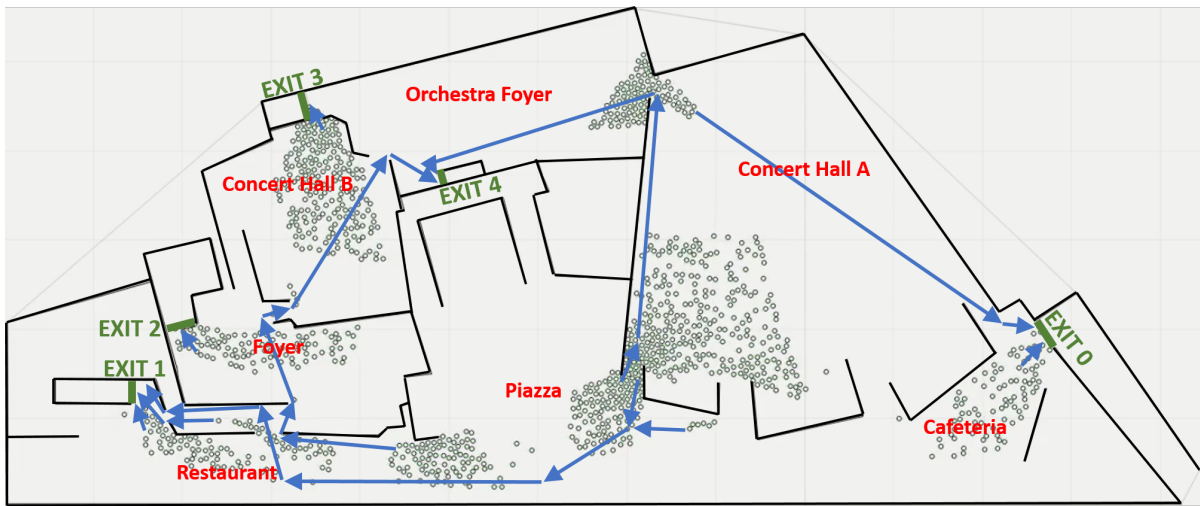 EXIT 3
Orchestra Foyer
Concert Hall A
Concert Hall B
EXIT 4
EXIT 2
Foyer
EXIT 0
EXIT 1
Piazza
Cafeteria
Restaurant